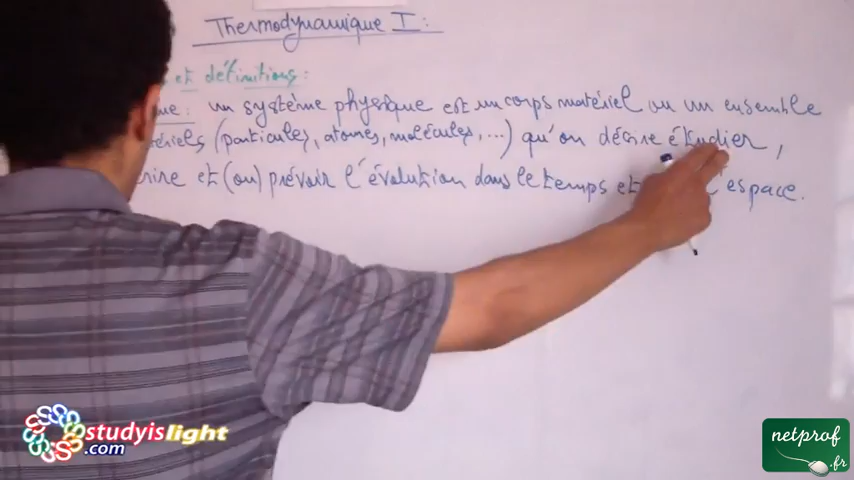 Thermodynamique I :
et définitions :
me : un système physique est un corps matériel ou un ensemble
ériels (particules, atomes, molécules, ...) qu'on désire étudier,
rire et (ou) prévoir l'évolution dans le temps et espace.
studyislight
.com
netprof
.fr